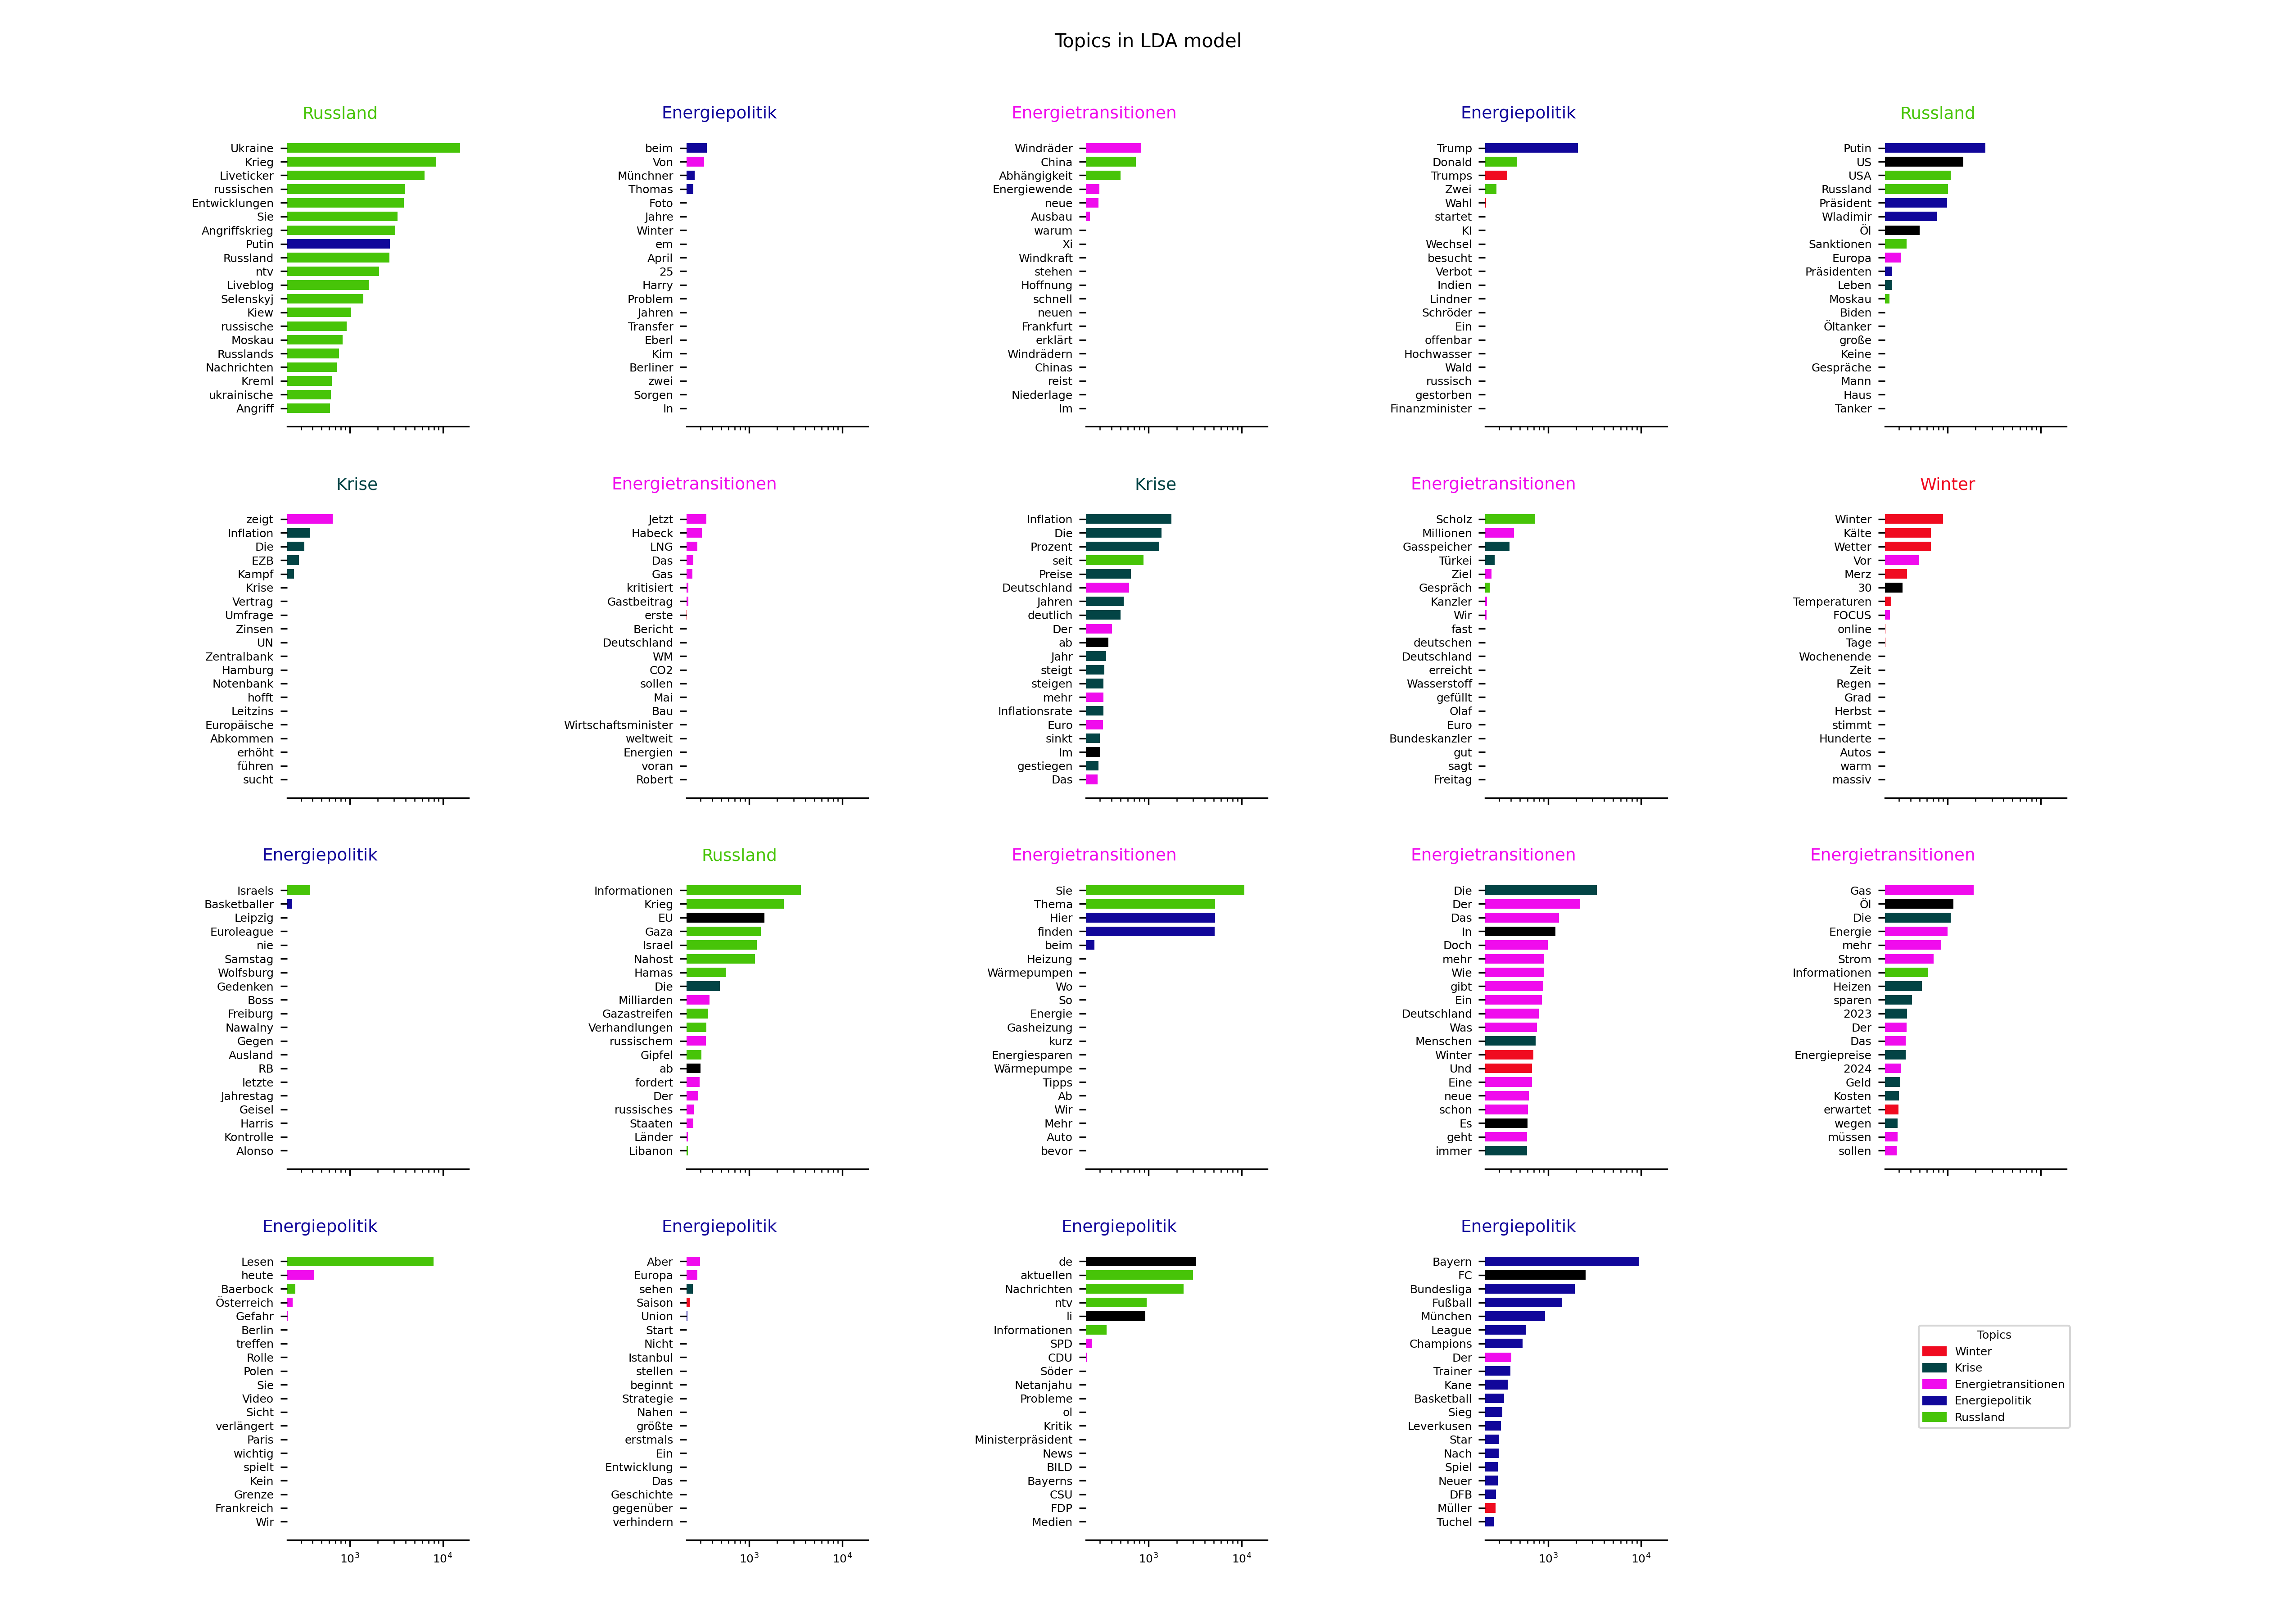 Topics in LDA model
Russland
Ukraine
Krieg
Liveticker
russischen
Entwicklungen
Sie
Angriffskrieg
Putin
Russland
ntv
Liveblog
Selenskyj
Kiew
russische
Moskau
Russlands
Nachrichten
Kreml
ukrainische
Angriff
Energiepolitik
beim
Von
Münchner
Thomas
Foto
Jahre
Winter
em
April
25
Harry
Problem
Jahren
Transfer
Eberl
Kim
Berliner
zwei
Sorgen
In
Energietransitionen
Windräder
China
Abhängigkeit
Energiewende
neue
Ausbau
warum
Xi
Windkraft
stehen
Hoffnung
schnell
neuen
Frankfurt
erklärt
Windrädern
Chinas
reist
Niederlage
Im
Energiepolitik
Trump
Donald
Trumps
Zwei
Wahl
startet
KI
Wechsel
besucht
Verbot
Indien
Lindner
Schröder
Ein
offenbar
Hochwasser
Wald
russisch
gestorben
Finanzminister
Russland
Putin
US
USA
Russland
Präsident
Wladimir
Öl
Sanktionen
Europa
Präsidenten
Leben
Moskau
Biden
Öltanker
große
Keine
Gespräche
Mann
Haus
Tanker
Krise
zeigt
Inflation
Die
EZB
Kampf
Krise
Vertrag
Umfrage
Zinsen
UN
Zentralbank
Hamburg
Notenbank
hofft
Leitzins
Europäische
Abkommen
erhöht
führen
sucht
Energietransitionen
Jetzt
Habeck
LNG
Das
Gas
kritisiert
Gastbeitrag
erste
Bericht
Deutschland
WM
CO2
sollen
Mai
Bau
Wirtschaftsminister
weltweit
Energien
voran
Robert
Krise
Inflation
Die
Prozent
seit
Preise
Deutschland
Jahren
deutlich
Der
ab
Jahr
steigt
steigen
mehr
Inflationsrate
Euro
sinkt
Im
gestiegen
Das
Energietransitionen
Scholz
Millionen
Gasspeicher
Türkei
Ziel
Gespräch
Kanzler
Wir
fast
deutschen
Deutschland
erreicht
Wasserstoff
gefüllt
Olaf
Euro
Bundeskanzler
gut
sagt
Freitag
Winter
Winter
Kälte
Wetter
Vor
Merz
30
Temperaturen
FOCUS
online
Tage
Wochenende
Zeit
Regen
Grad
Herbst
stimmt
Hunderte
Autos
warm
massiv
Energiepolitik
Israels
Basketballer
Leipzig
Euroleague
nie
Samstag
Wolfsburg
Gedenken
Boss
Freiburg
Nawalny
Gegen
Ausland
RB
letzte
Jahrestag
Geisel
Harris
Kontrolle
Alonso
Russland
Informationen
Krieg
EU
Gaza
Israel
Nahost
Hamas
Die
Milliarden
Gazastreifen
Verhandlungen
russischem
Gipfel
ab
fordert
Der
russisches
Staaten
Länder
Libanon
Energietransitionen
Sie
Thema
Hier
finden
beim
Heizung
Wärmepumpen
Wo
So
Energie
Gasheizung
kurz
Energiesparen
Wärmepumpe
Tipps
Ab
Wir
Mehr
Auto
bevor
Energietransitionen
Die
Der
Das
In
Doch
mehr
Wie
gibt
Ein
Deutschland
Was
Menschen
Winter
Und
Eine
neue
schon
Es
geht
immer
Energietransitionen
Gas
Öl
Die
Energie
mehr
Strom
Informationen
Heizen
sparen
2023
Der
Das
Energiepreise
2024
Geld
Kosten
erwartet
wegen
müssen
sollen
Energiepolitik
Lesen
heute
Baerbock
Österreich
Gefahr
Berlin
treffen
Rolle
Polen
Sie
Video
Sicht
verlängert
Paris
wichtig
spielt
Kein
Grenze
Frankreich
Wir
10³ 10⁴
Energiepolitik
Aber
Europa
sehen
Saison
Union
Start
Nicht
Istanbul
stellen
beginnt
Strategie
Nahen
größte
erstmals
Ein
Entwicklung
Das
Geschichte
gegenüber
verhindern
10³ 10⁴
Energiepolitik
de
aktuellen
Nachrichten
ntv
li
Informationen
SPD
CDU
Söder
Netanjahu
Probleme
ol
Kritik
Ministerpräsident
News
BILD
Bayerns
CSU
FDP
Medien
10³ 10⁴
Energiepolitik
Bayern
FC
Bundesliga
Fußball
München
League
Champions
Der
Trainer
Kane
Basketball
Sieg
Leverkusen
Star
Nach
Spiel
Neuer
DFB
Müller
Tuchel
10³ 10⁴
Topics
Winter
Krise
Energietransitionen
Energiepolitik
Russland